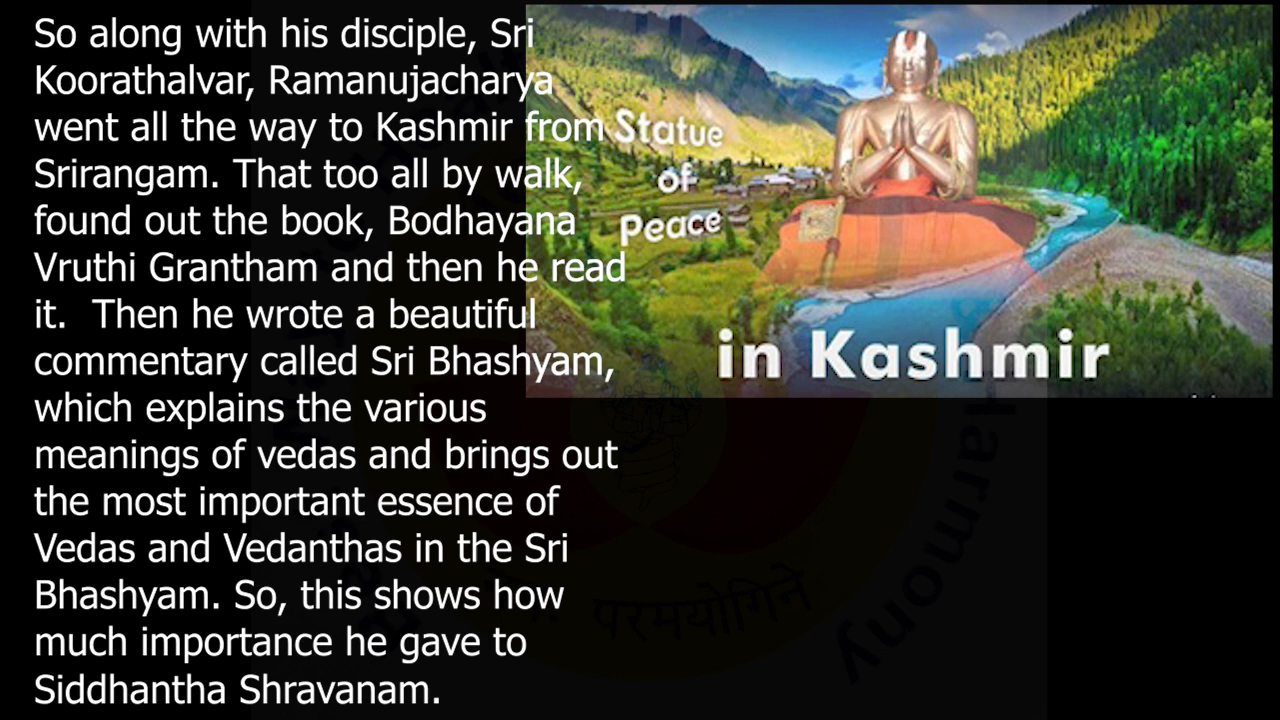 So along with his disciple, Sri
Koorathalvar, Ramanujacharya
went all the way to Kashmir from
Srirangam. That too all by walk,
found out the book, Bodhayana
Vruthi Grantham and then he read
it.  Then he wrote a beautiful
commentary called Sri Bhashyam,
which explains the various
meanings of vedas and brings out
the most important essence of
Vedas and Vedanthas in the Sri
Bhashyam. So, this shows how
much importance he gave to
Siddhantha Shravanam.
Statue
of
Peace
in Kashmir
Harmony
परमयोगिने